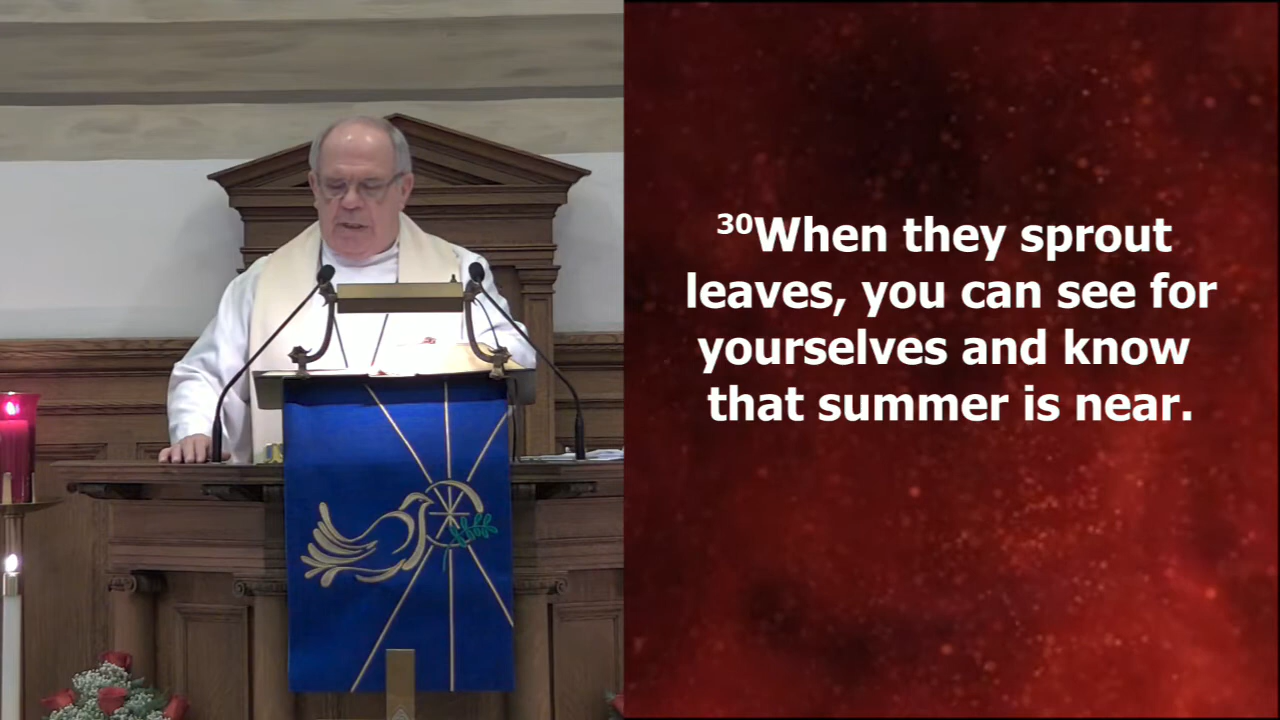 ³⁰When they sprout
leaves, you can see for
yourselves and know
that summer is near.